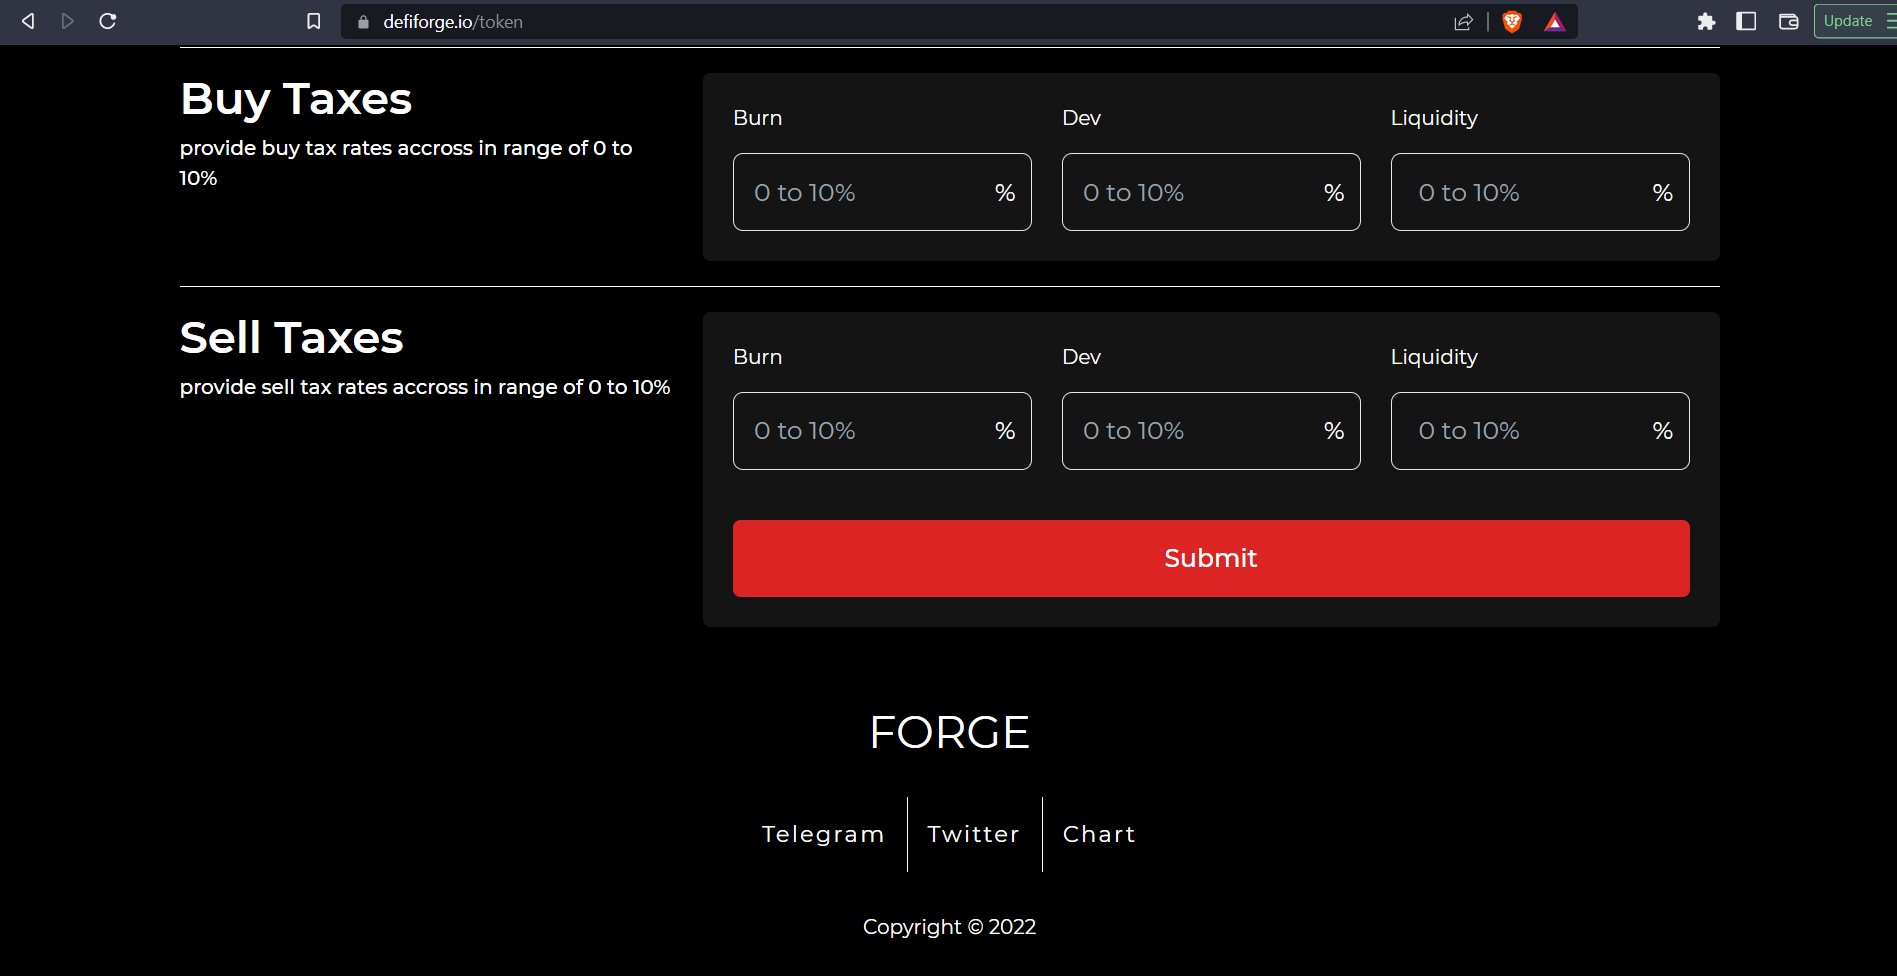 defiforge.io/token
Update
Buy Taxes
provide buy tax rates accross in range of 0 to
10%
Burn
Dev
Liquidity
0 to 10% %
0 to 10% %
0 to 10% %
Sell Taxes
provide sell tax rates accross in range of 0 to 10%
Burn
Dev
Liquidity
0 to 10% %
0 to 10% %
0 to 10% %
Submit
FORGE
Telegram
Twitter
Chart
Copyright © 2022